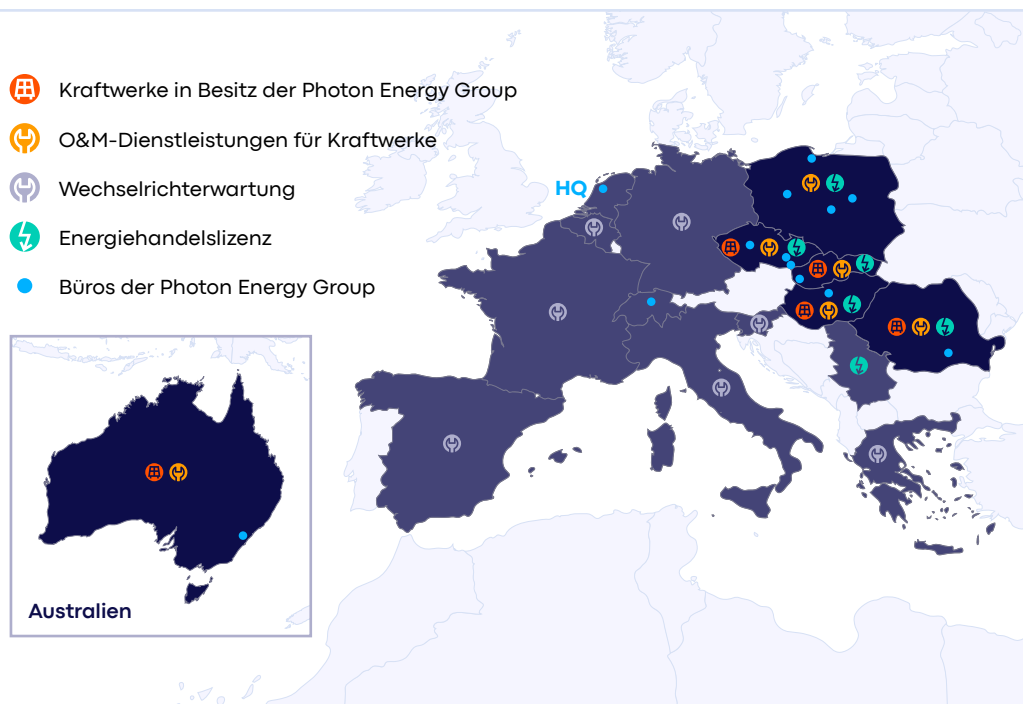 Kraftwerke in Besitz der Photon Energy Group
O&M-Dienstleistungen für Kraftwerke
Wechselrichterwartung
Energiehandelslizenz
Büros der Photon Energy Group
HQ
Australien